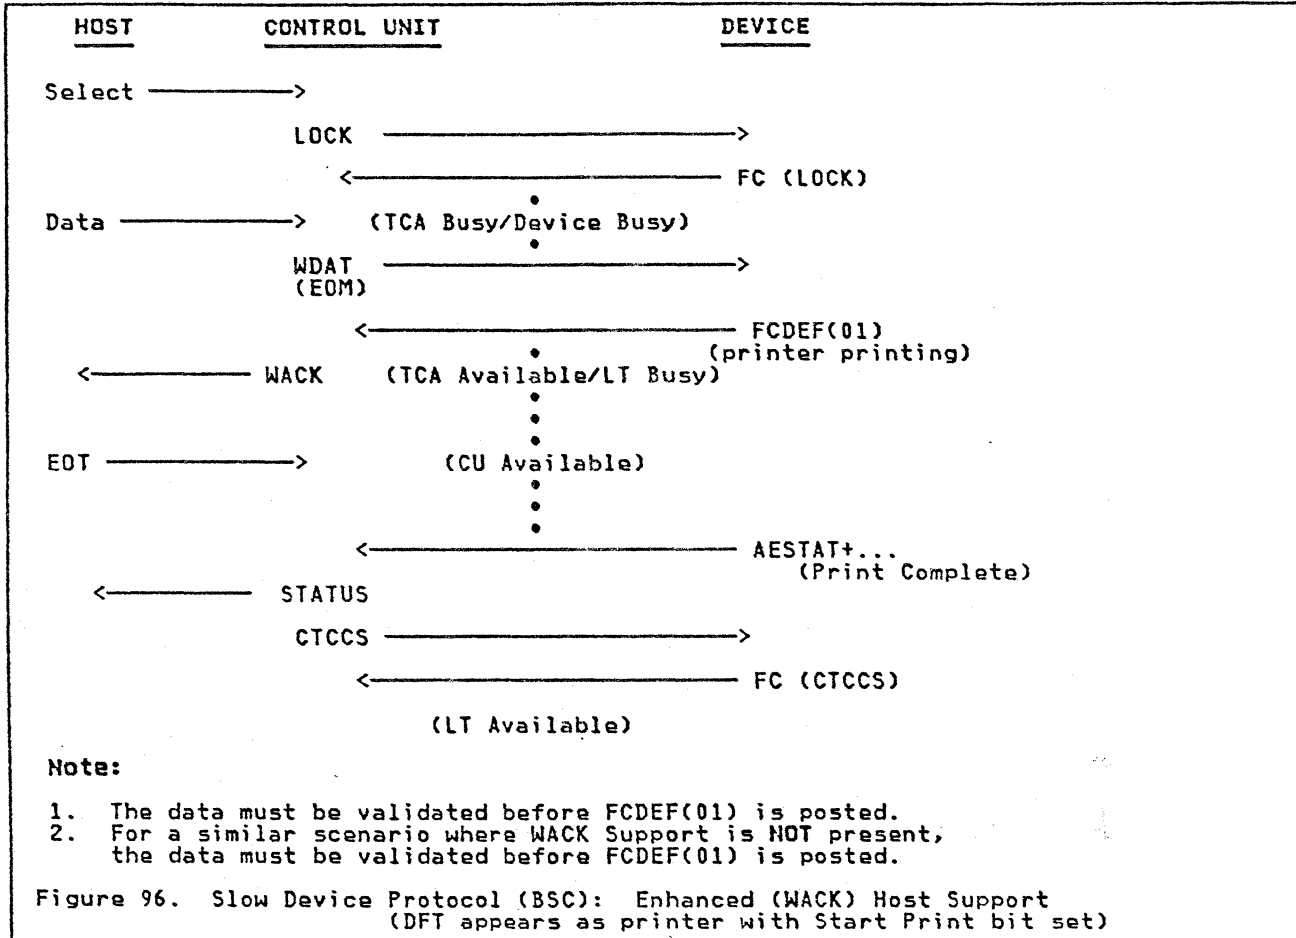 HOST CONTROL UNIT DEVICE
Select
LOCK
FC (LOCK)
Data (TCA Busy/Device Busy)
WDAT
(EOM)
FCDEF(01)
(printer printing)
WACK (TCA Available/LT Busy)
EOT (CU Available)
AESTAT+...
(Print Complete)
STATUS
CTCCS
FC (CTCCS)
(LT Available)
Note:
1. The data must be validated before FCDEF(01) is posted.
2. For a similar scenario where WACK Support is NOT present,
the data must be validated before FCDEF(01) is posted.
Figure 96. Slow Device Protocol (BSC): Enhanced (WACK) Host Support
(DFT appears as printer with Start Print bit set)